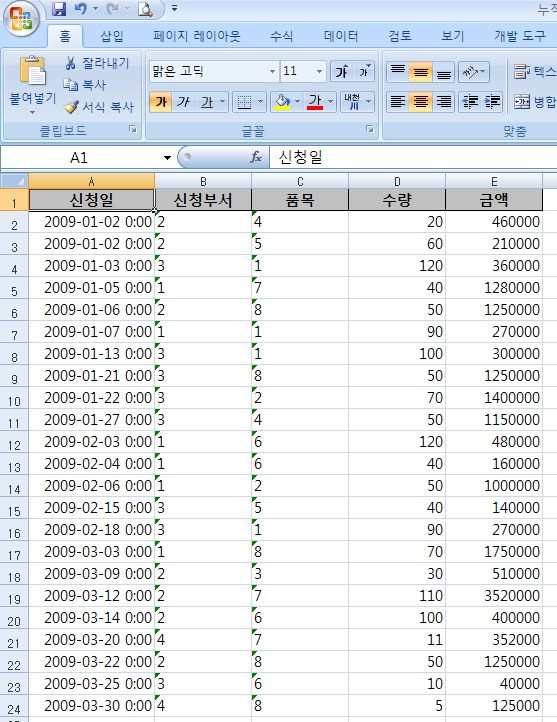 누적
홈 삽입 페이지 레이아웃 수식 데이터 검토 보기 개발 도구
붙여넣기 잘라내기 맑은 고딕 11 가 가 텍스
복사
서식 복사 가 가 가 가 가 내천 병합
클립보드 글꼴 맞춤
A1 fx 신청일
A B C D E
1 신청일 신청부서 품목 수량 금액
2 2009-01-02 0:00 2 4 20 460000
3 2009-01-02 0:00 2 5 60 210000
4 2009-01-03 0:00 3 1 120 360000
5 2009-01-05 0:00 1 7 40 1280000
6 2009-01-06 0:00 2 8 50 1250000
7 2009-01-07 0:00 1 1 90 270000
8 2009-01-13 0:00 3 1 100 300000
9 2009-01-21 0:00 3 8 50 1250000
10 2009-01-22 0:00 3 2 70 1400000
11 2009-01-27 0:00 3 4 50 1150000
12 2009-02-03 0:00 1 6 120 480000
13 2009-02-04 0:00 1 6 40 160000
14 2009-02-06 0:00 1 2 50 1000000
15 2009-02-15 0:00 3 5 40 140000
16 2009-02-18 0:00 3 1 90 270000
17 2009-03-03 0:00 1 8 70 1750000
18 2009-03-09 0:00 2 3 30 510000
19 2009-03-12 0:00 2 7 110 3520000
20 2009-03-14 0:00 2 6 100 400000
21 2009-03-20 0:00 4 7 11 352000
22 2009-03-22 0:00 2 8 50 1250000
23 2009-03-25 0:00 3 6 10 40000
24 2009-03-30 0:00 4 8 5 125000